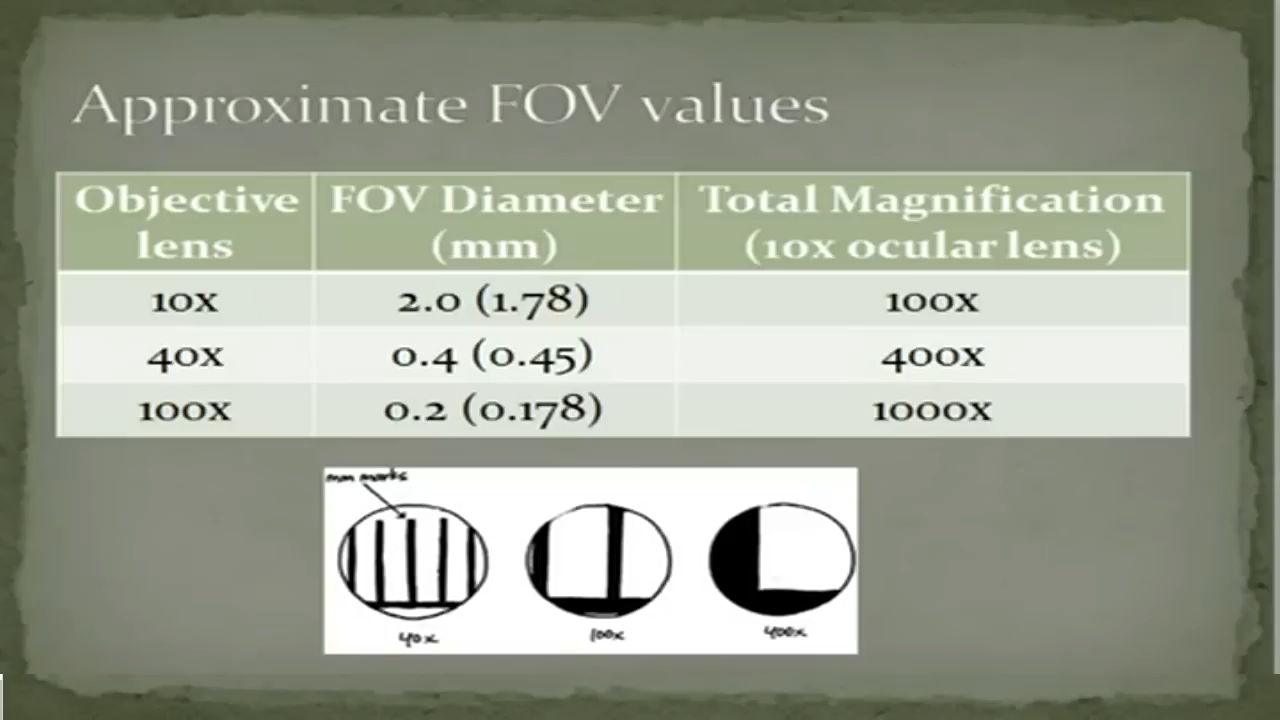 Approximate FOV values
Objective lens FOV Diameter (mm) Total Magnification (10x ocular lens)
10x 2.0 (1.78) 100x
40x 0.4 (0.45) 400x
100x 0.2 (0.178) 1000x
mm marks
40x 100x 400x